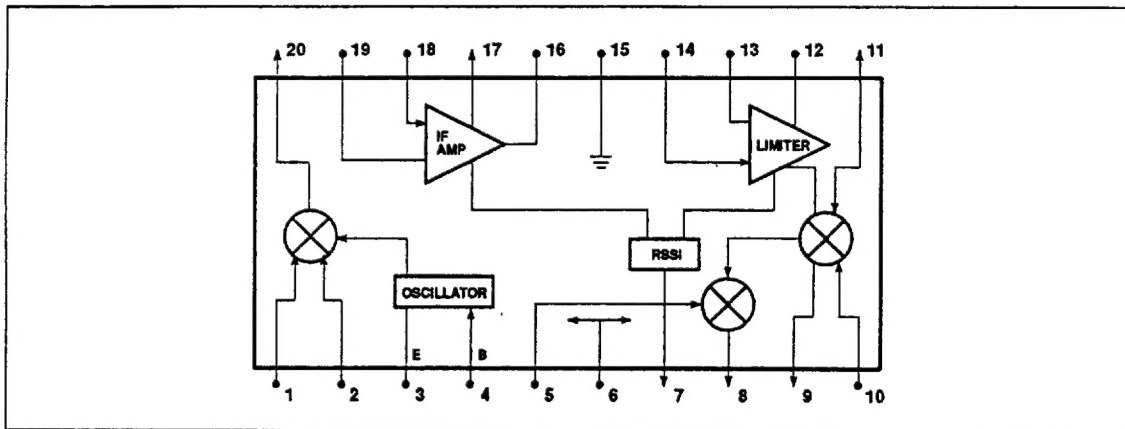 20 19 18 17 16 15 14 13 12 11
IF
AMP
LIMITER
RSSI
OSCILLATOR
E B
1 2 3 4 5 6 7 8 9 10